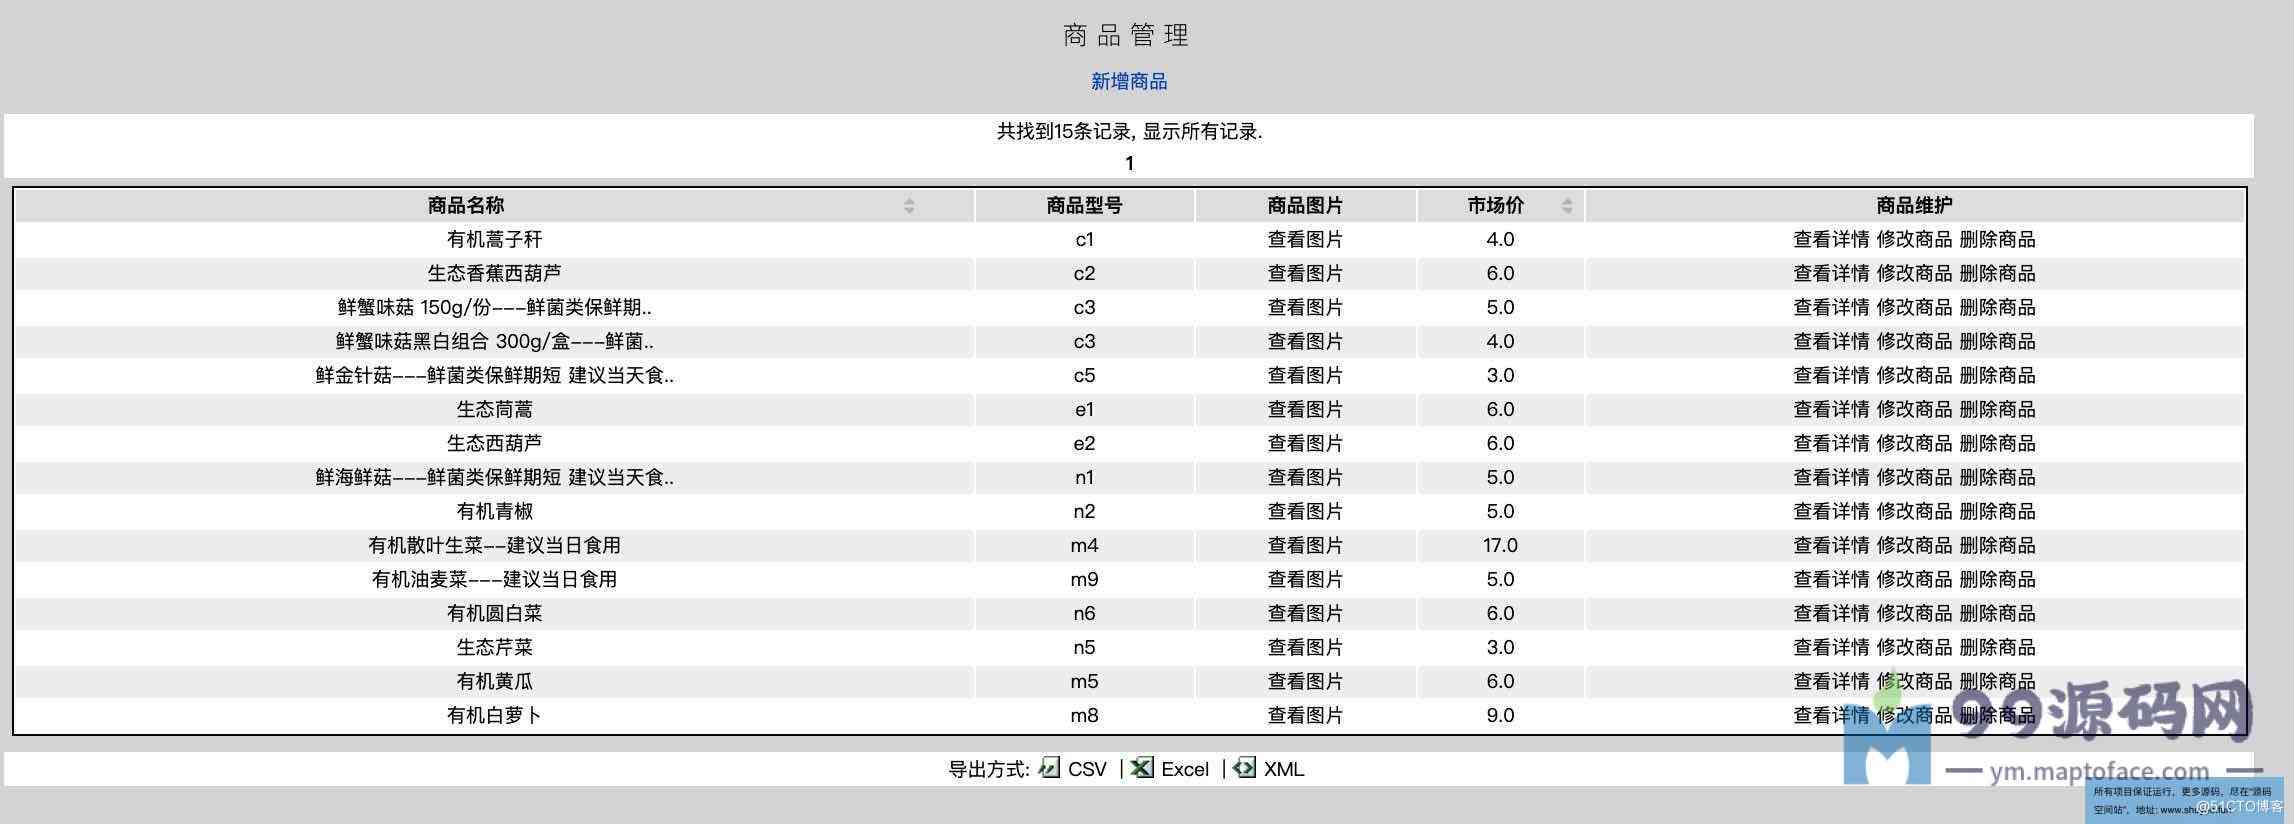 商品管理
新增商品
共找到15条记录, 显示所有记录.
1
商品名称 商品型号 商品图片 市场价 商品维护
有机蒿子秆 c1 查看图片 4.0 查看详情 修改商品 删除商品
生态香蕉西葫芦 c2 查看图片 6.0 查看详情 修改商品 删除商品
鲜蟹味菇 150g/份---鲜菌类保鲜期.. c3 查看图片 5.0 查看详情 修改商品 删除商品
鲜蟹味菇黑白组合 300g/盒---鲜菌.. c3 查看图片 4.0 查看详情 修改商品 删除商品
鲜金针菇---鲜菌类保鲜期短 建议当天食.. c5 查看图片 3.0 查看详情 修改商品 删除商品
生态茼蒿 e1 查看图片 6.0 查看详情 修改商品 删除商品
生态西葫芦 e2 查看图片 6.0 查看详情 修改商品 删除商品
鲜海鲜菇---鲜菌类保鲜期短 建议当天食.. n1 查看图片 5.0 查看详情 修改商品 删除商品
有机青椒 n2 查看图片 5.0 查看详情 修改商品 删除商品
有机散叶生菜--建议当日食用 m4 查看图片 17.0 查看详情 修改商品 删除商品
有机油麦菜---建议当日食用 m9 查看图片 5.0 查看详情 修改商品 删除商品
有机圆白菜 n6 查看图片 6.0 查看详情 修改商品 删除商品
生态芹菜 n5 查看图片 3.0 查看详情 修改商品 删除商品
有机黄瓜 m5 查看图片 6.0 查看详情 修改商品 删除商品
有机白萝卜 m8 查看图片 9.0 查看详情 修改商品 删除商品
导出方式: CSV | Excel | XML
99源码网
ym.maptoface.com
所有项目保证运行，更多源码，尽在"源码
空间站"，地址: 
@51CTO博客